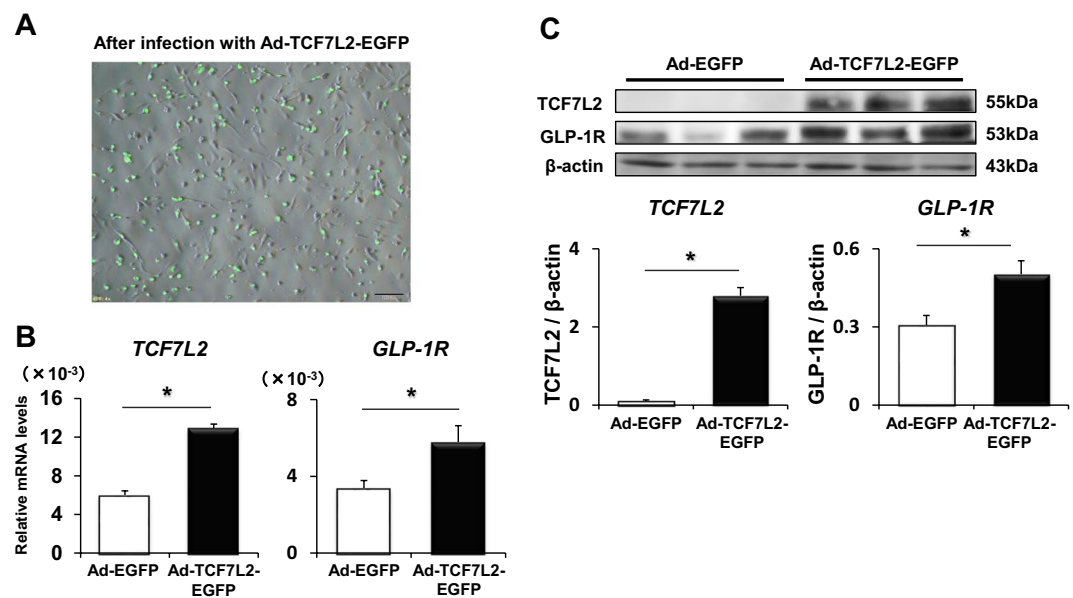 A
After infection with Ad-TCF7L2-EGFP
B
TCF7L2
(×10-3)
Relative mRNA levels
16
12
8
4
0
*
Ad-EGFP
Ad-TCF7L2-
EGFP
GLP-1R
(×10-3)
8
4
0
*
Ad-EGFP
Ad-TCF7L2-
EGFP
C
Ad-EGFP
Ad-TCF7L2-EGFP
TCF7L2
55kDa
GLP-1R
53kDa
β-actin
43kDa
TCF7L2
TCF7L2 / β-actin
4
2
0
*
Ad-EGFP
Ad-TCF7L2-
EGFP
GLP-1R
GLP-1R / β-actin
0.6
0.3
0
*
Ad-EGFP
Ad-TCF7L2-
EGFP